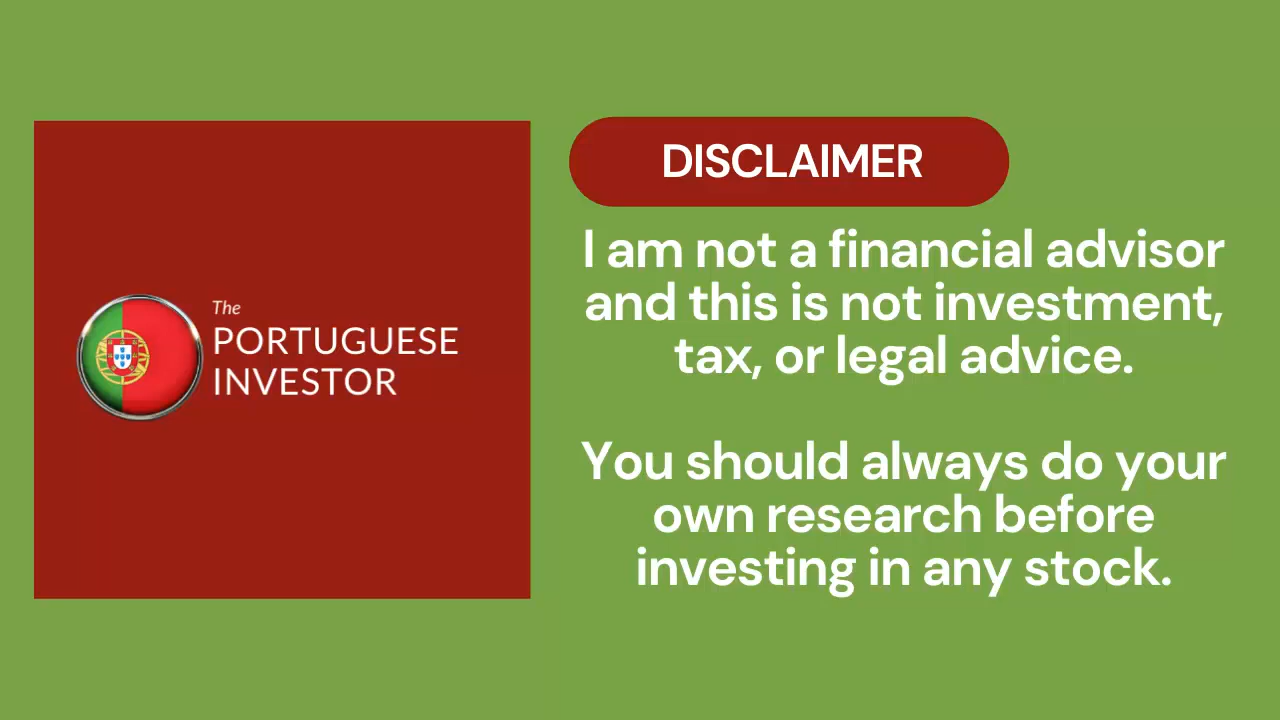 The
PORTUGUESE
INVESTOR
DISCLAIMER
I am not a financial advisor
and this is not investment,
tax, or legal advice.
You should always do your
own research before
investing in any stock.